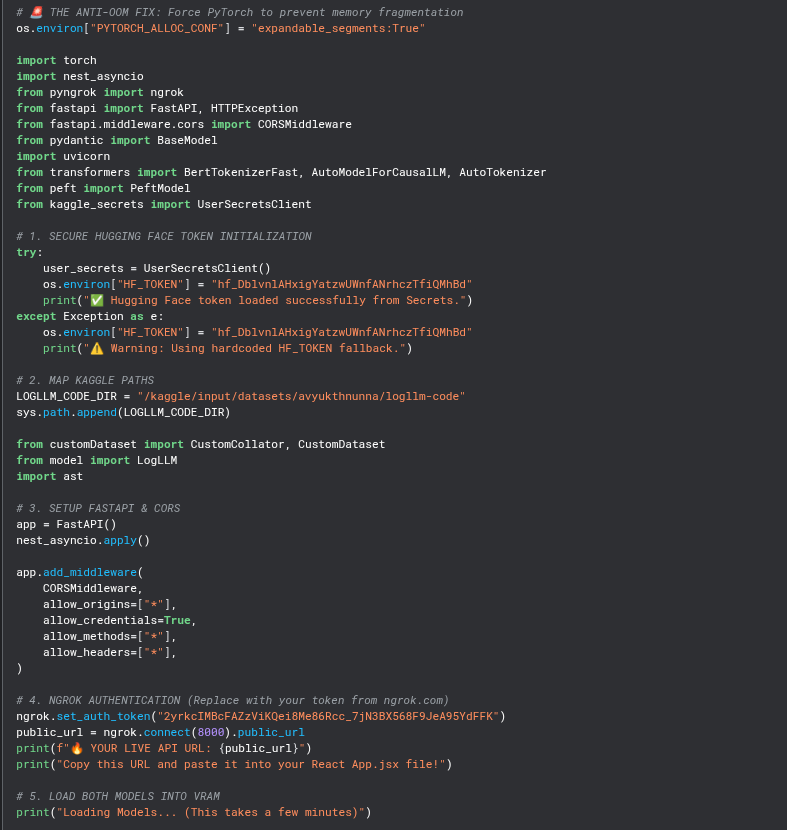 # 🚨 THE ANTI-OOM FIX: Force PyTorch to prevent memory fragmentation
os.environ["PYTORCH_ALLOC_CONF"] = "expandable_segments:True"
import torch
import nest_asyncio
from pyngrok import ngrok
from fastapi import FastAPI, HTTPException
from fastapi.middleware.cors import CORSMiddleware
from pydantic import BaseModel
import uvicorn
from transformers import BertTokenizerFast, AutoModelForCausalLM, AutoTokenizer
from peft import PeftModel
from kaggle_secrets import UserSecretsClient
# 1. SECURE HUGGING FACE TOKEN INITIALIZATION
try:
    user_secrets = UserSecretsClient()
    os.environ["HF_TOKEN"] = "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"
    print("✅ Hugging Face token loaded successfully from Secrets.")
except Exception as e:
    os.environ["HF_TOKEN"] = "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"
    print("⚠️ Warning: Using hardcoded HF_TOKEN fallback.")
# 2. MAP KAGGLE PATHS
LOGLLM_CODE_DIR = "/kaggle/input/datasets/avyukthnunna/logllm-code"
sys.path.append(LOGLLM_CODE_DIR)
from customDataset import CustomCollator, CustomDataset
from model import LogLLM
import ast
# 3. SETUP FASTAPI & CORS
app = FastAPI()
nest_asyncio.apply()
app.add_middleware(
    CORSMiddleware,
    allow_origins=["*"],
    allow_credentials=True,
    allow_methods=["*"],
    allow_headers=["*"],
)
# 4. NGROK AUTHENTICATION (Replace with your token from ngrok.com)
ngrok.set_auth_token("2yrkcIMBcFAZzViKQei8Me86Rcc_7jN3BX568F9JeA95YdFFK")
public_url = ngrok.connect(8000).public_url
print(f"🔥 YOUR LIVE API URL: {public_url}")
print("Copy this URL and paste it into your React App.jsx file!")
# 5. LOAD BOTH MODELS INTO VRAM
print("Loading Models... (This takes a few minutes)")